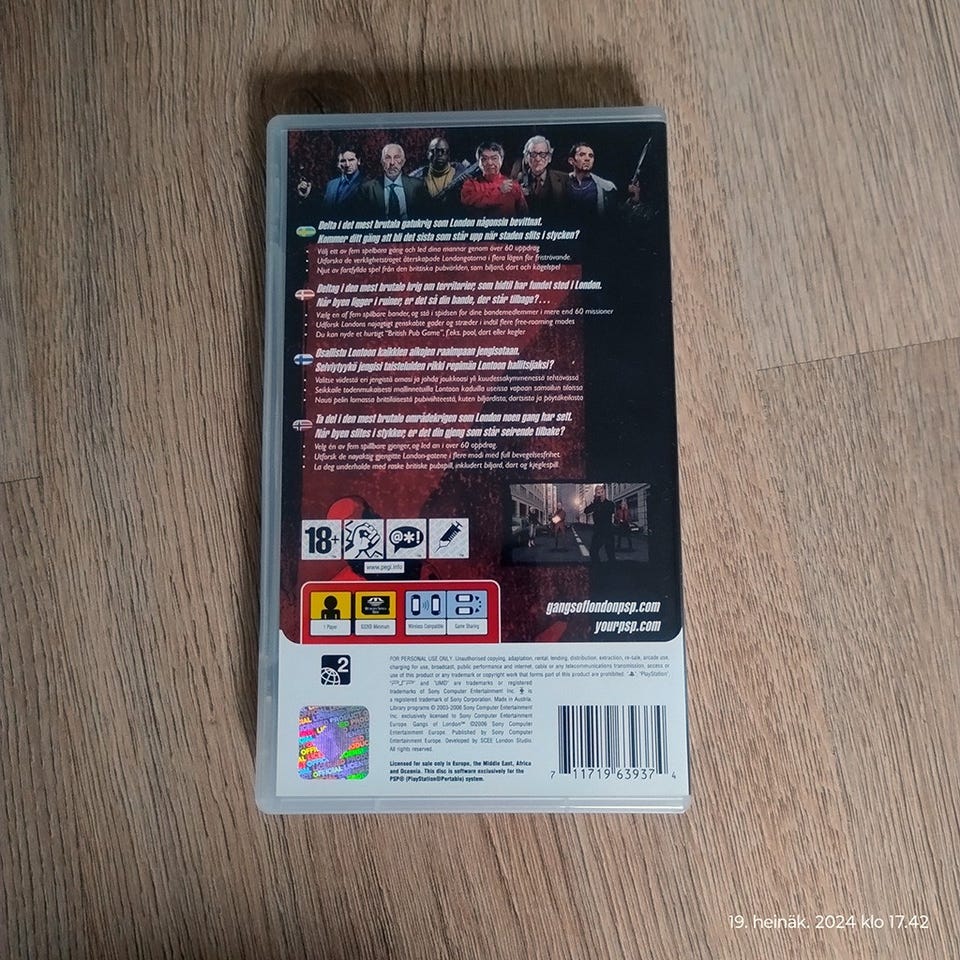 Delta i det mest brutala gatukrig som London någonsin bevittnat.
Kommer ditt gäng att bli det sista som står upp när staden slits i stycken?
Välj ett av fem spelbara gäng och led dina mannar genom över 60 uppdrag
Utforska de verklighetstroget återskapade Londongatorna i flera lägen för friströvande.
Njut av fartfyllda spel från den brittiska pubvärlden, som biljard, dart och kägelspel
Deltag i den mest brutale krig om territorier, som hidtil har fundet sted i London.
Når byen ligger i ruiner, er det så din bande, der står tilbage?...
Vælg en af fem spilbare bander, og stå i spidsen for dine bandemedlemmer i mere end 60 missioner
Udforsk Londons nøjagtigt genskabte gader og stræder i indtil flere free-roaming modes
Du kan nyde et hurtigt "British Pub Game", f.eks. pool, dart eller kegler
Osallistu Lontoon kaikkien aikojen raaimpaan jengisotaan.
Selviytyykö jengisi taisteluiden rikki repimän Lontoon hallitsijaksi?
Valitse viidestä eri jengistä omasi ja johda joukkoasi yli kuudessakymmenessä tehtävässä
Seikkaile todenmukaisesti mallinnetuilla Lontoon kaduilla useissa vapaan samoilun tiloissa
Nauti pelin lomassa brittiläisestä pubiviihteestä, kuten biljardista, dartsista ja pöytäkeilasta
Ta del i den mest brutale områdekrigen som London noen gang har sett.
Når byen slites i stykker, er det din gjeng som står seirende tilbake?
Velg én av fem spillbare gjenger, og led an i over 60 oppdrag.
Utforsk de nøyaktig gjengitte London-gatene i flere modi med full bevegelsesfrihet.
La deg underholde med raske britiske pubspill, inkludert biljard, dart og kjeglespill.
18+
@*!
www.pegi.info
1 Player
Wireless Compatible
Game Sharing
gangsoflondonpsp.com
yourpsp.com
2
FOR PERSONAL USE ONLY. Unauthorised copying, adaptation, rental, lending, distribution, extraction, re-sale, arcade use,
charging for use, broadcast, public performance and internet, cable or any telecommunications transmission, access or
use of this product or any trademark or copyright work that forms part of this product are prohibited. "PlayStation"
"PSP" and "UMD" are trademarks or registered
trademarks of Sony Computer Entertainment Inc.
is a registered trademark of Sony Corporation. Made in Austria.
Library programs © 2003-2006 Sony Computer Entertainment
Inc. exclusively licensed to Sony Computer Entertainment
Europe. Gangs of London™ ©2006 Sony Computer
Entertainment Europe. Published by Sony Computer
Entertainment Europe. Developed by SCEE London Studio.
All rights reserved.
Licensed for sale only in Europe, the Middle East, Africa
and Oceania. This disc is software exclusively for the
PSP® (PlayStation®Portable) system.
OFFICIAL LICENSED PRODUCT
7 11719 63937 4
19. heinäk. 2024 klo 17.42